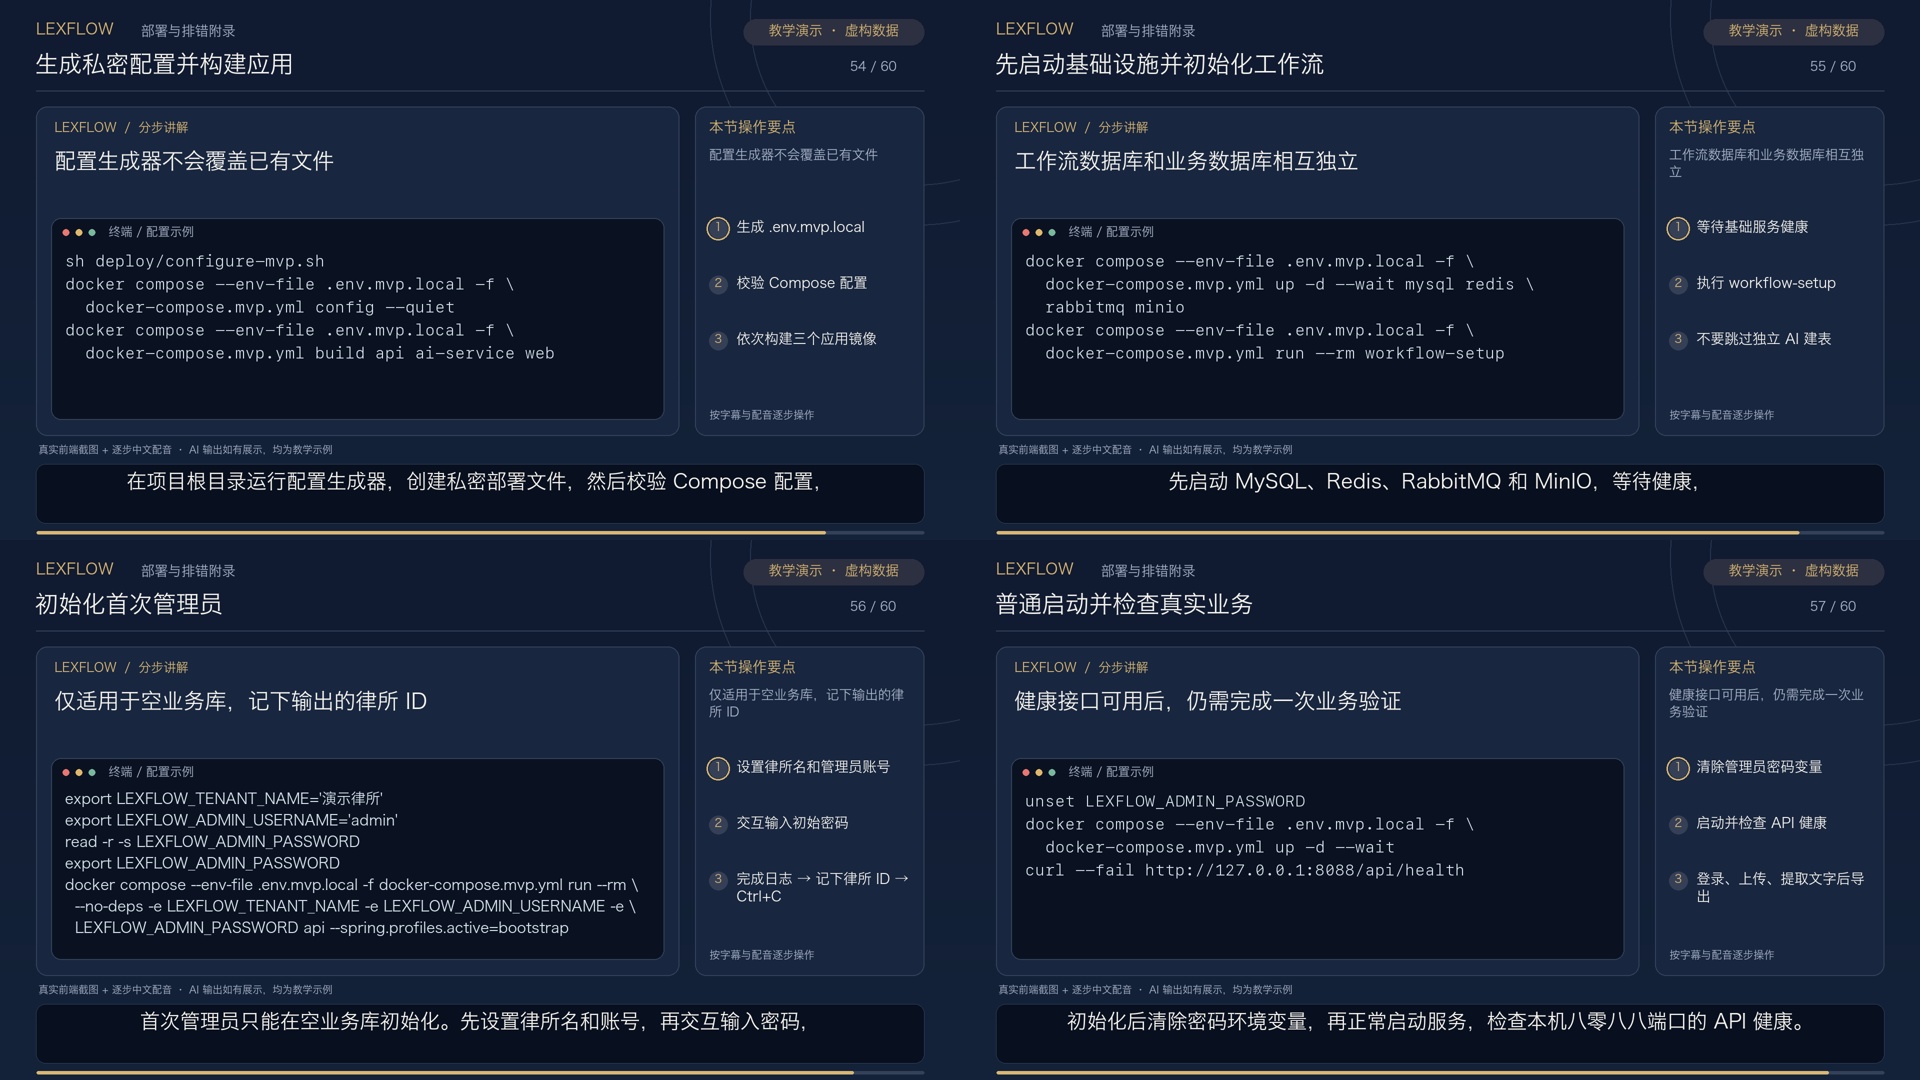 LEXFLOW 部署与排错附录
教学演示 · 虚构数据
生成私密配置并构建应用
54 / 60
LEXFLOW / 分步讲解
配置生成器不会覆盖已有文件
终端 / 配置示例
sh deploy/configure-mvp.sh
docker compose --env-file .env.mvp.local -f \
docker-compose.mvp.yml config --quiet
docker compose --env-file .env.mvp.local -f \
docker-compose.mvp.yml build api ai-service web
本节操作要点
配置生成器不会覆盖已有文件
1 生成 .env.mvp.local
2 校验 Compose 配置
3 依次构建三个应用镜像
按字幕与配音逐步操作
真实前端截图 + 逐步中文配音 · AI 输出如有展示，均为教学示例
在项目根目录运行配置生成器，创建私密部署文件，然后校验 Compose 配置，
LEXFLOW 部署与排错附录
教学演示 · 虚构数据
先启动基础设施并初始化工作流
55 / 60
LEXFLOW / 分步讲解
工作流数据库和业务数据库相互独立
终端 / 配置示例
docker compose --env-file .env.mvp.local -f \
docker-compose.mvp.yml up -d --wait mysql redis \
rabbitmq minio
docker compose --env-file .env.mvp.local -f \
docker-compose.mvp.yml run --rm workflow-setup
本节操作要点
工作流数据库和业务数据库相互独
立
1 等待基础服务健康
2 执行 workflow-setup
3 不要跳过独立 AI 建表
按字幕与配音逐步操作
真实前端截图 + 逐步中文配音 · AI 输出如有展示，均为教学示例
先启动 MySQL、Redis、RabbitMQ 和 MinIO，等待健康，
LEXFLOW 部署与排错附录
教学演示 · 虚构数据
初始化首次管理员
56 / 60
LEXFLOW / 分步讲解
仅适用于空业务库，记下输出的律所 ID
终端 / 配置示例
export LEXFLOW_TENANT_NAME='演示律所'
export LEXFLOW_ADMIN_USERNAME='admin'
read -r -s LEXFLOW_ADMIN_PASSWORD
export LEXFLOW_ADMIN_PASSWORD
docker compose --env-file .env.mvp.local -f docker-compose.mvp.yml run --rm \
--no-deps -e LEXFLOW_TENANT_NAME -e LEXFLOW_ADMIN_USERNAME -e \
LEXFLOW_ADMIN_PASSWORD api --spring.profiles.active=bootstrap
本节操作要点
仅适用于空业务库，记下输出的律
所 ID
1 设置律所名和管理员账号
2 交互输入初始密码
3 完成日志 → 记下律所 ID →
Ctrl+C
按字幕与配音逐步操作
真实前端截图 + 逐步中文配音 · AI 输出如有展示，均为教学示例
首次管理员只能在空业务库初始化。先设置律所名和账号，再交互输入密码，
LEXFLOW 部署与排错附录
教学演示 · 虚构数据
普通启动并检查真实业务
57 / 60
LEXFLOW / 分步讲解
健康接口可用后，仍需完成一次业务验证
终端 / 配置示例
unset LEXFLOW_ADMIN_PASSWORD
docker compose --env-file .env.mvp.local -f \
docker-compose.mvp.yml up -d --wait
curl --fail http://127.0.0.1:8088/api/health
本节操作要点
健康接口可用后，仍需完成一次业
务验证
1 清除管理员密码变量
2 启动并检查 API 健康
3 登录、上传、提取文字后导
出
按字幕与配音逐步操作
真实前端截图 + 逐步中文配音 · AI 输出如有展示，均为教学示例
初始化后清除密码环境变量，再正常启动服务，检查本机八零八八端口的 API 健康。